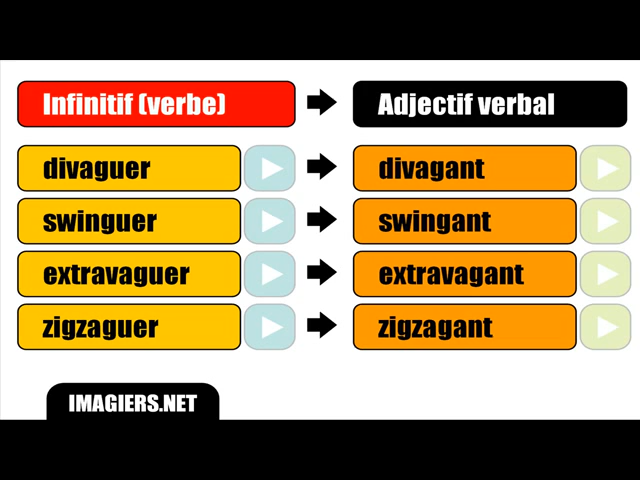 Infinitif (verbe) Adjectif verbal
divaguer divagant
swinguer swingant
extravaguer extravagant
zigzaguer zigzagant
IMAGIERS.NET